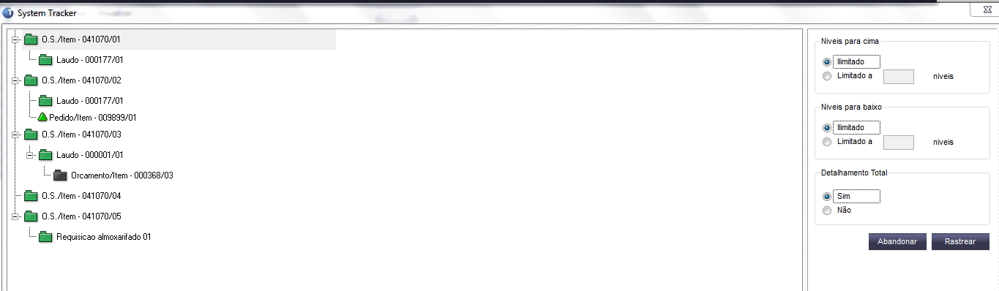 System Tracker
O.S./Item - 041070/01
Laudo - 000177/01
O.S./Item - 041070/02
Laudo - 000177/01
Pedido/Item - 009899/01
O.S./Item - 041070/03
Laudo - 000001/01
Orcamento/Item - 000368/03
O.S./Item - 041070/04
O.S./Item - 041070/05
Requisicao almoxarifado 01
Niveis para cima
Ilimitado
Limitado a niveis
Niveis para baixo
Ilimitado
Limitado a niveis
Detalhamento Total
Sim
Não
Abandonar Rastrear